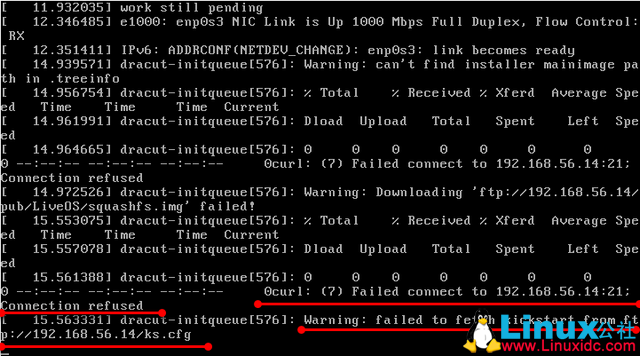 [   11.932035] work still pending
[   12.346485] e1000: enp0s3 NIC Link is Up 1000 Mbps Full Duplex, Flow Control:
 RX
[   12.351411] IPv6: ADDRCONF(NETDEV_CHANGE): enp0s3: link becomes ready
[   14.939571] dracut-initqueue[576]: Warning: can't find installer mainimage pa
th in .treeinfo
[   14.956754] dracut-initqueue[576]: % Total    % Received % Xferd  Average Spe
ed   Time    Time     Time  Current
[   14.961991] dracut-initqueue[576]: Dload  Upload   Total   Spent    Left  Spe
ed
[   14.964665] dracut-initqueue[576]: 0     0    0     0    0     0
0 --:--:-- --:--:-- --:--:--     0curl: (7) Failed connect to 192.168.56.14:21;
Connection refused
[   14.972526] dracut-initqueue[576]: Warning: Downloading 'ftp://192.168.56.14/
pub/LiveOS/squashfs.img' failed!
[   15.553075] dracut-initqueue[576]: % Total    % Received % Xferd  Average Spe
ed   Time    Time     Time  Current
[   15.557078] dracut-initqueue[576]: Dload  Upload   Total   Spent    Left  Spe
ed
[   15.561388] dracut-initqueue[576]: 0     0    0     0    0     0
0 --:--:-- --:--:-- --:--:--     0curl: (7) Failed connect to 192.168.56.14:21;
Connection refused
[   15.563331] dracut-initqueue[576]: Warning: failed to fetch kickstart from ft
p://192.168.56.14/ks.cfg
Linux公社
www.Linuxidc.com